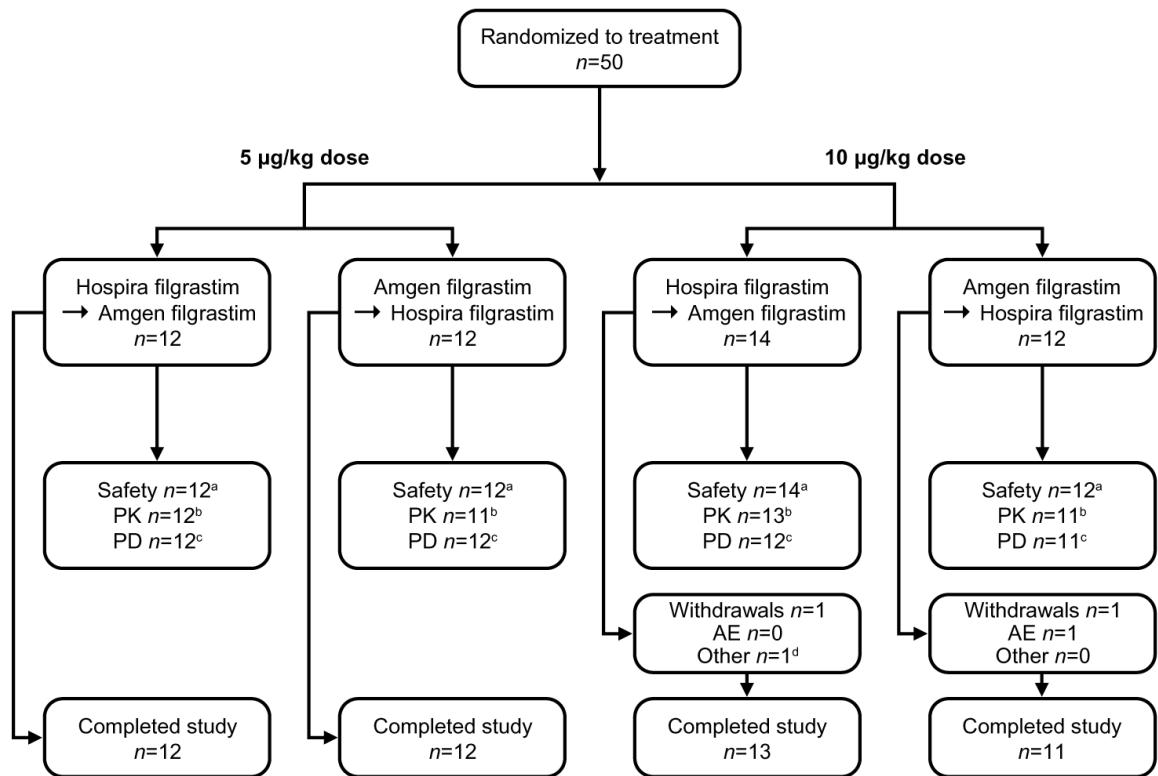 Randomized to treatment
n=50
5 µg/kg dose
10 µg/kg dose
Hospira filgrastim
→ Amgen filgrastim
n=12
Amgen filgrastim
→ Hospira filgrastim
n=12
Hospira filgrastim
→ Amgen filgrastim
n=14
Amgen filgrastim
→ Hospira filgrastim
n=12
Safety n=12ᵃ
PK n=12ᵇ
PD n=12ᶜ
Safety n=12ᵃ
PK n=11ᵇ
PD n=12ᶜ
Safety n=14ᵃ
PK n=13ᵇ
PD n=12ᶜ
Safety n=12ᵃ
PK n=11ᵇ
PD n=11ᶜ
Withdrawals n=1
AE n=0
Other n=1ᵈ
Withdrawals n=1
AE n=1
Other n=0
Completed study
n=12
Completed study
n=12
Completed study
n=13
Completed study
n=11